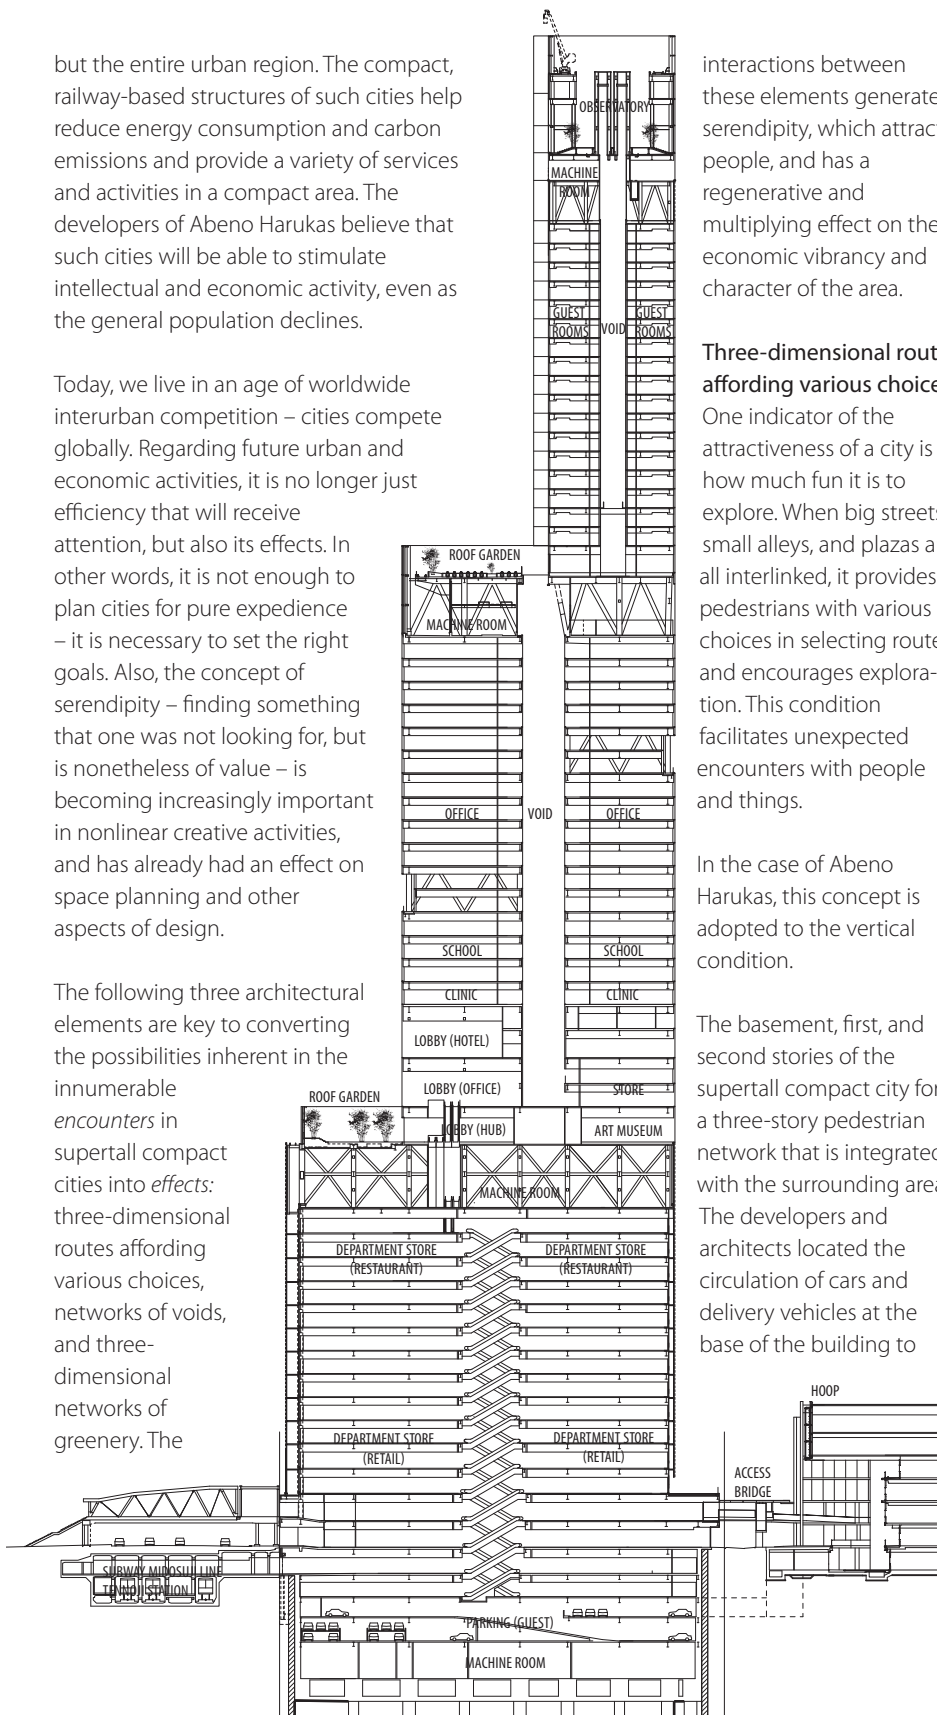 but the entire urban region. The compact,
railway-based structures of such cities help
reduce energy consumption and carbon
emissions and provide a variety of services
and activities in a compact area. The
developers of Abeno Harukas believe that
such cities will be able to stimulate
intellectual and economic activity, even as
the general population declines.
Today, we live in an age of worldwide
interurban competition – cities compete
globally. Regarding future urban and
economic activities, it is no longer just
efficiency that will receive
attention, but also its effects. In
other words, it is not enough to
plan cities for pure expedience
– it is necessary to set the right
goals. Also, the concept of
serendipity – finding something
that one was not looking for, but
is nonetheless of value – is
becoming increasingly important
in nonlinear creative activities,
and has already had an effect on
space planning and other
aspects of design.
The following three architectural
elements are key to converting
the possibilities inherent in the
innumerable
encounters in
supertall compact
cities into effects:
three-dimensional
routes affording
various choices,
networks of voids,
and three-
dimensional
networks of
greenery. The
OBSERVATORY
MACHINE
ROOM
GUEST
ROOMS
VOID
GUEST
ROOMS
ROOF GARDEN
MACHINE ROOM
OFFICE
VOID
OFFICE
SCHOOL
SCHOOL
CLINIC
CLINIC
LOBBY (HOTEL)
LOBBY (OFFICE)
STORE
ROOF GARDEN
LOBBY (HUB)
ART MUSEUM
MACHINE ROOM
DEPARTMENT STORE
(RESTAURANT)
DEPARTMENT STORE
(RESTAURANT)
DEPARTMENT STORE
(RETAIL)
DEPARTMENT STORE
(RETAIL)
SUBWAY MIDOSUJI LINE
TENNOJI STATION
PARKING (GUEST)
MACHINE ROOM
ACCESS
BRIDGE
HOOP
interactions between
these elements generate
serendipity, which attract
people, and has a
regenerative and
multiplying effect on the
economic vibrancy and
character of the area.
Three-dimensional rout
affording various choice
One indicator of the
attractiveness of a city is
how much fun it is to
explore. When big streets
small alleys, and plazas a
all interlinked, it provides
pedestrians with various
choices in selecting route
and encourages explora-
tion. This condition
facilitates unexpected
encounters with people
and things.
In the case of Abeno
Harukas, this concept is
adopted to the vertical
condition.
The basement, first, and
second stories of the
supertall compact city for
a three-story pedestrian
network that is integrated
with the surrounding area
The developers and
architects located the
circulation of cars and
delivery vehicles at the
base of the building to